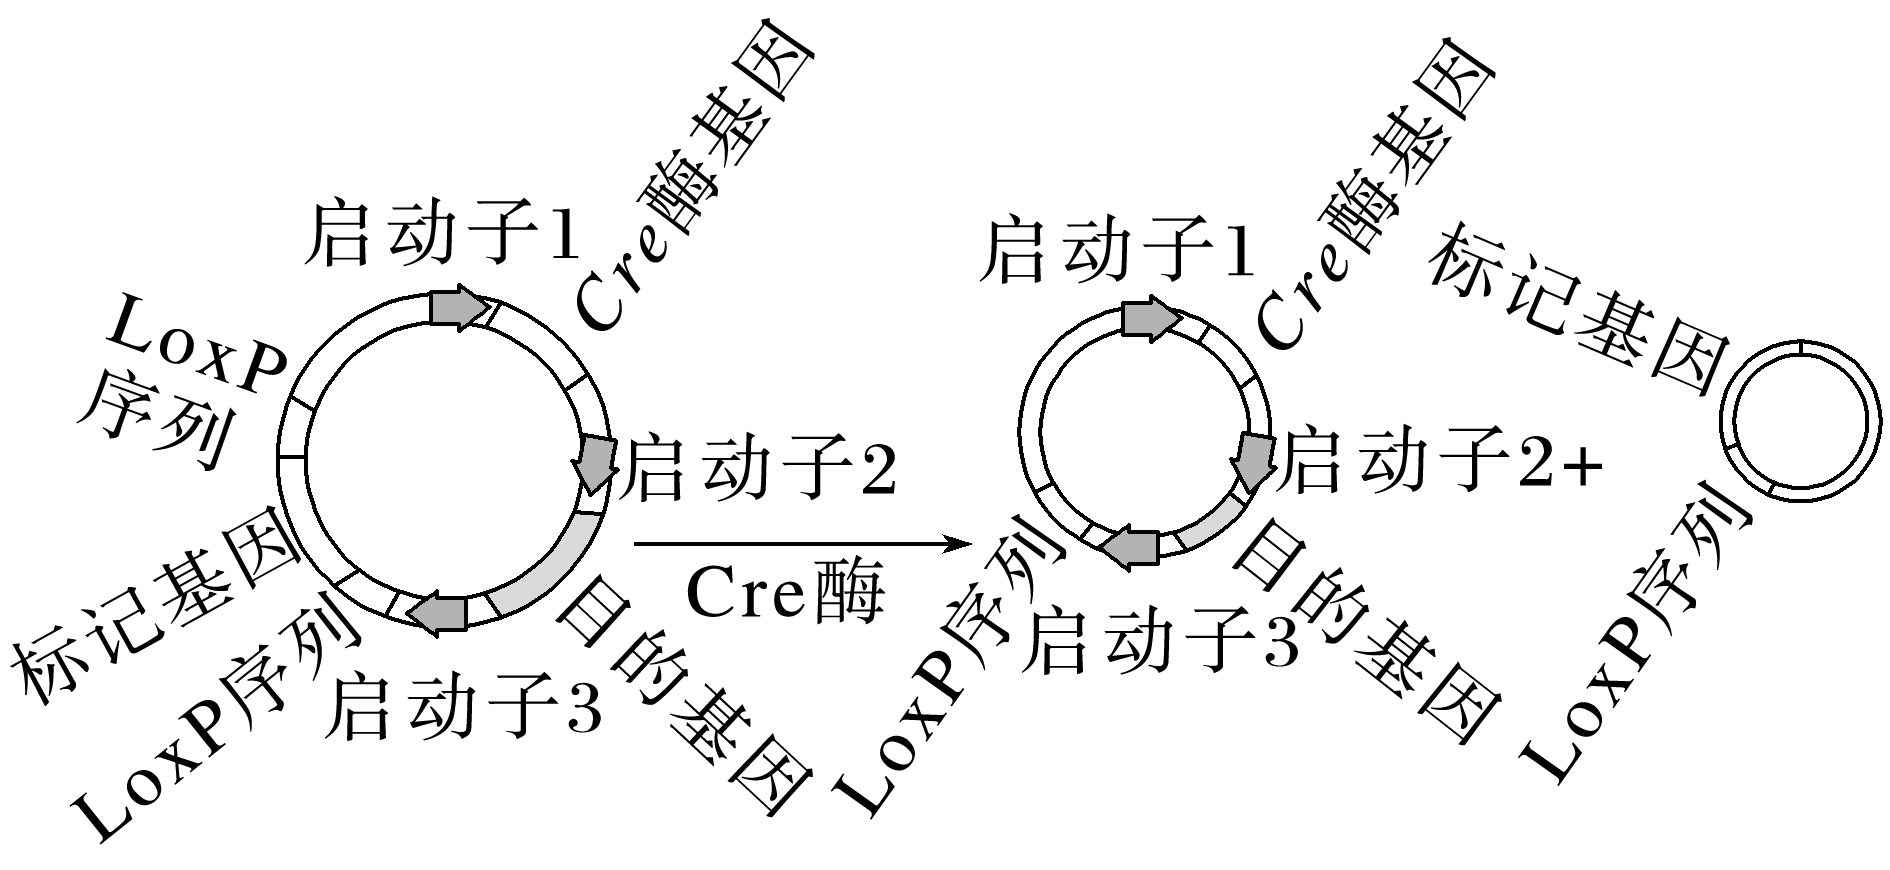 启动子1
Cre酶基因
LoxP
序列
启动子2
标记基因
LoxP序列
启动子3
目的基因
Cre酶
启动子1
Cre酶基因
标记基因
启动子2+
LoxP序列
启动子3
目的基因
LoxP序列